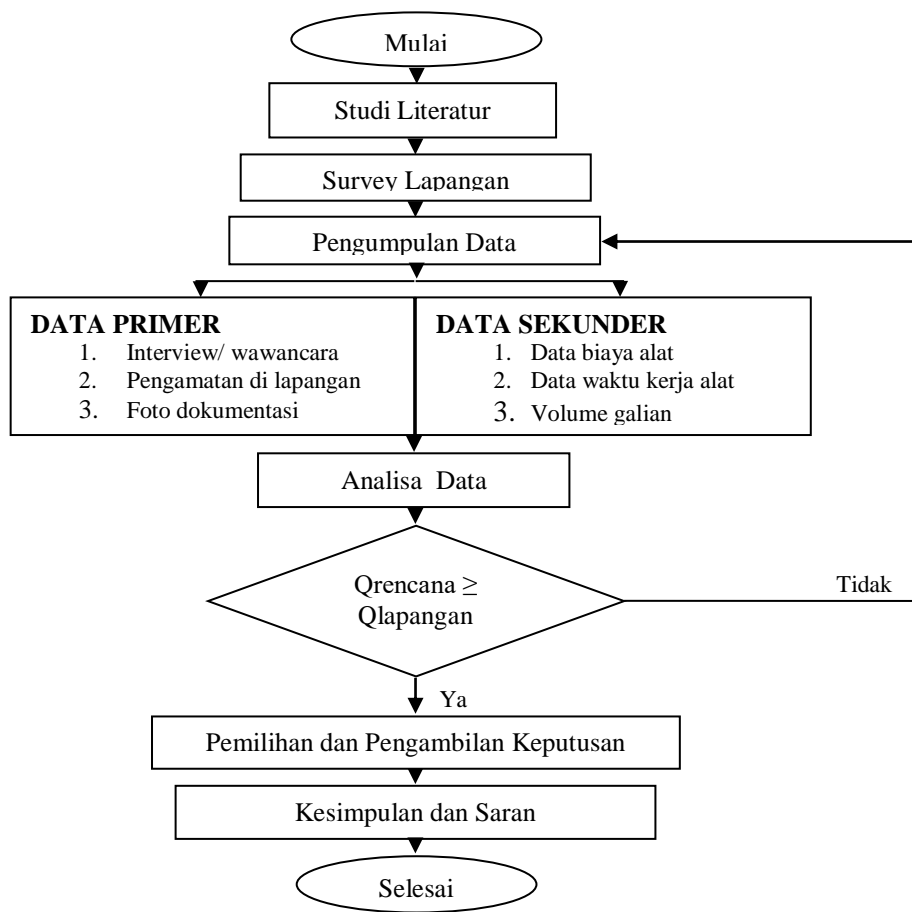 Mulai
Studi Literatur
Survey Lapangan
Pengumpulan Data
DATA PRIMER
1. Interview/ wawancara
2. Pengamatan di lapangan
3. Foto dokumentasi
DATA SEKUNDER
1. Data biaya alat
2. Data waktu kerja alat
3. Volume galian
Analisa Data
Qrencana ≥
Qlapangan
Tidak
Ya
Pemilihan dan Pengambilan Keputusan
Kesimpulan dan Saran
Selesai